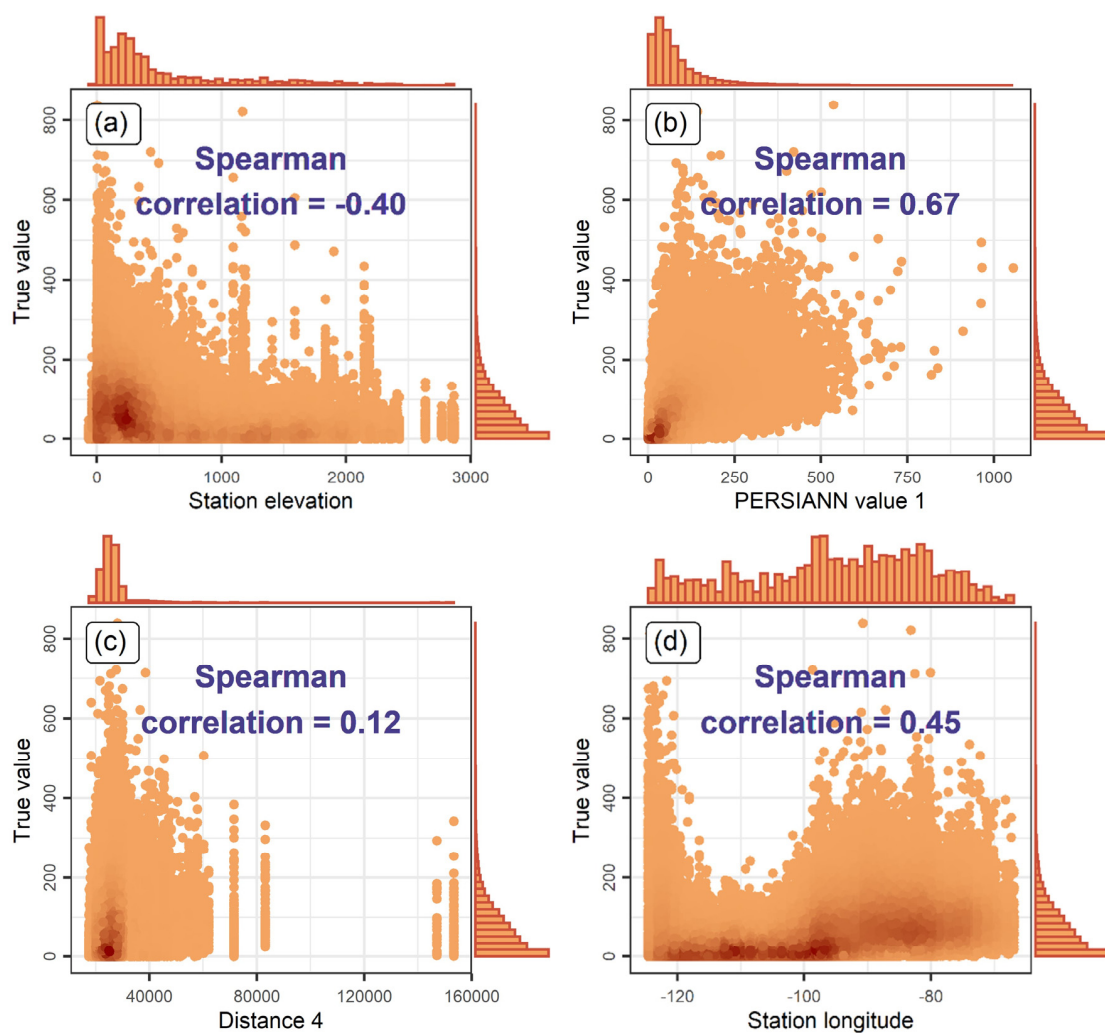 (a)
Spearman
correlation = -0.40
True value
800
600
400
200
0
0
1000
2000
3000
Station elevation
(b)
Spearman
correlation = 0.67
True value
800
600
400
200
0
0
250
500
750
1000
PERSIANN value 1
(c)
Spearman
correlation = 0.12
True value
800
600
400
200
0
40000
80000
120000
160000
Distance 4
(d)
Spearman
correlation = 0.45
True value
800
600
400
200
0
-120
-100
-80
Station longitude